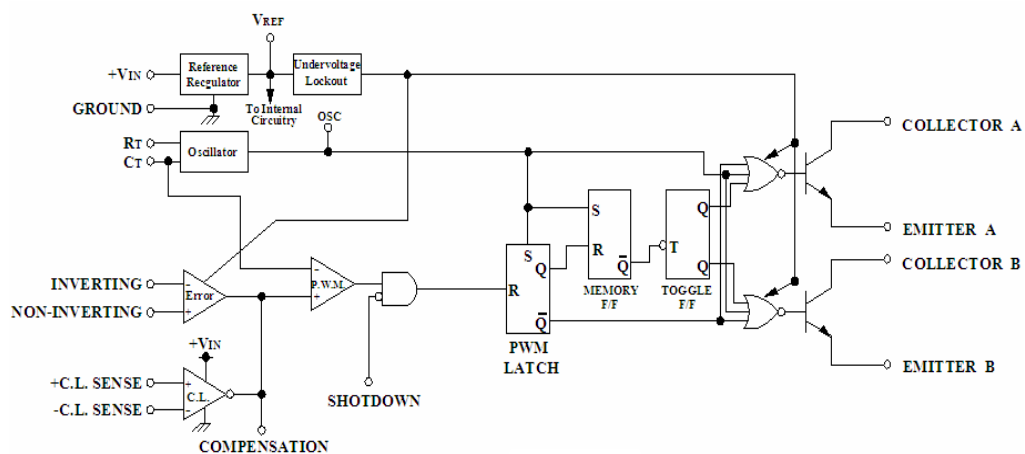 VREF
+VIN
Reference
Recgulator
Undervoltage
Lockout
GROUND
To Internal
Circuitry
OSC
RT
CT
Oscillator
COLLECTOR A
EMITTER A
COLLECTOR B
EMITTER B
S
R
Q
Q
MEMORY
F/F
Q
T
Q
TOGGLE
F/F
S
R
Q
Q
PWM
LATCH
INVERTING
NON-INVERTING
-
+
Error
-
+
P.W.M.
+VIN
+C.L. SENSE
-C.L. SENSE
+
-
C.L.
SHOTDOWN
COMPENSATION